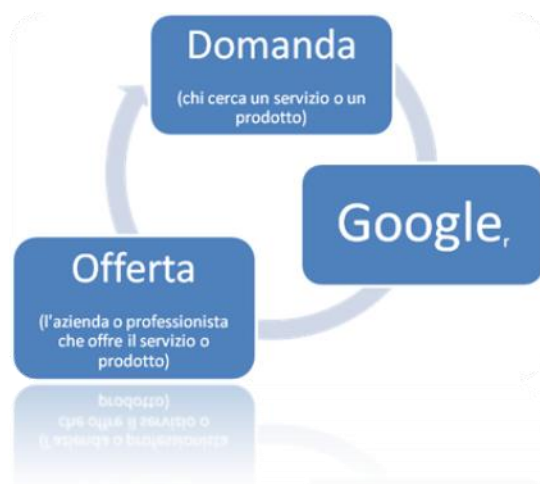 Domanda
(chi cerca un servizio o un
prodotto)
Google r
Offerta
(l'azienda o professionista
che offre il servizio o
prodotto)